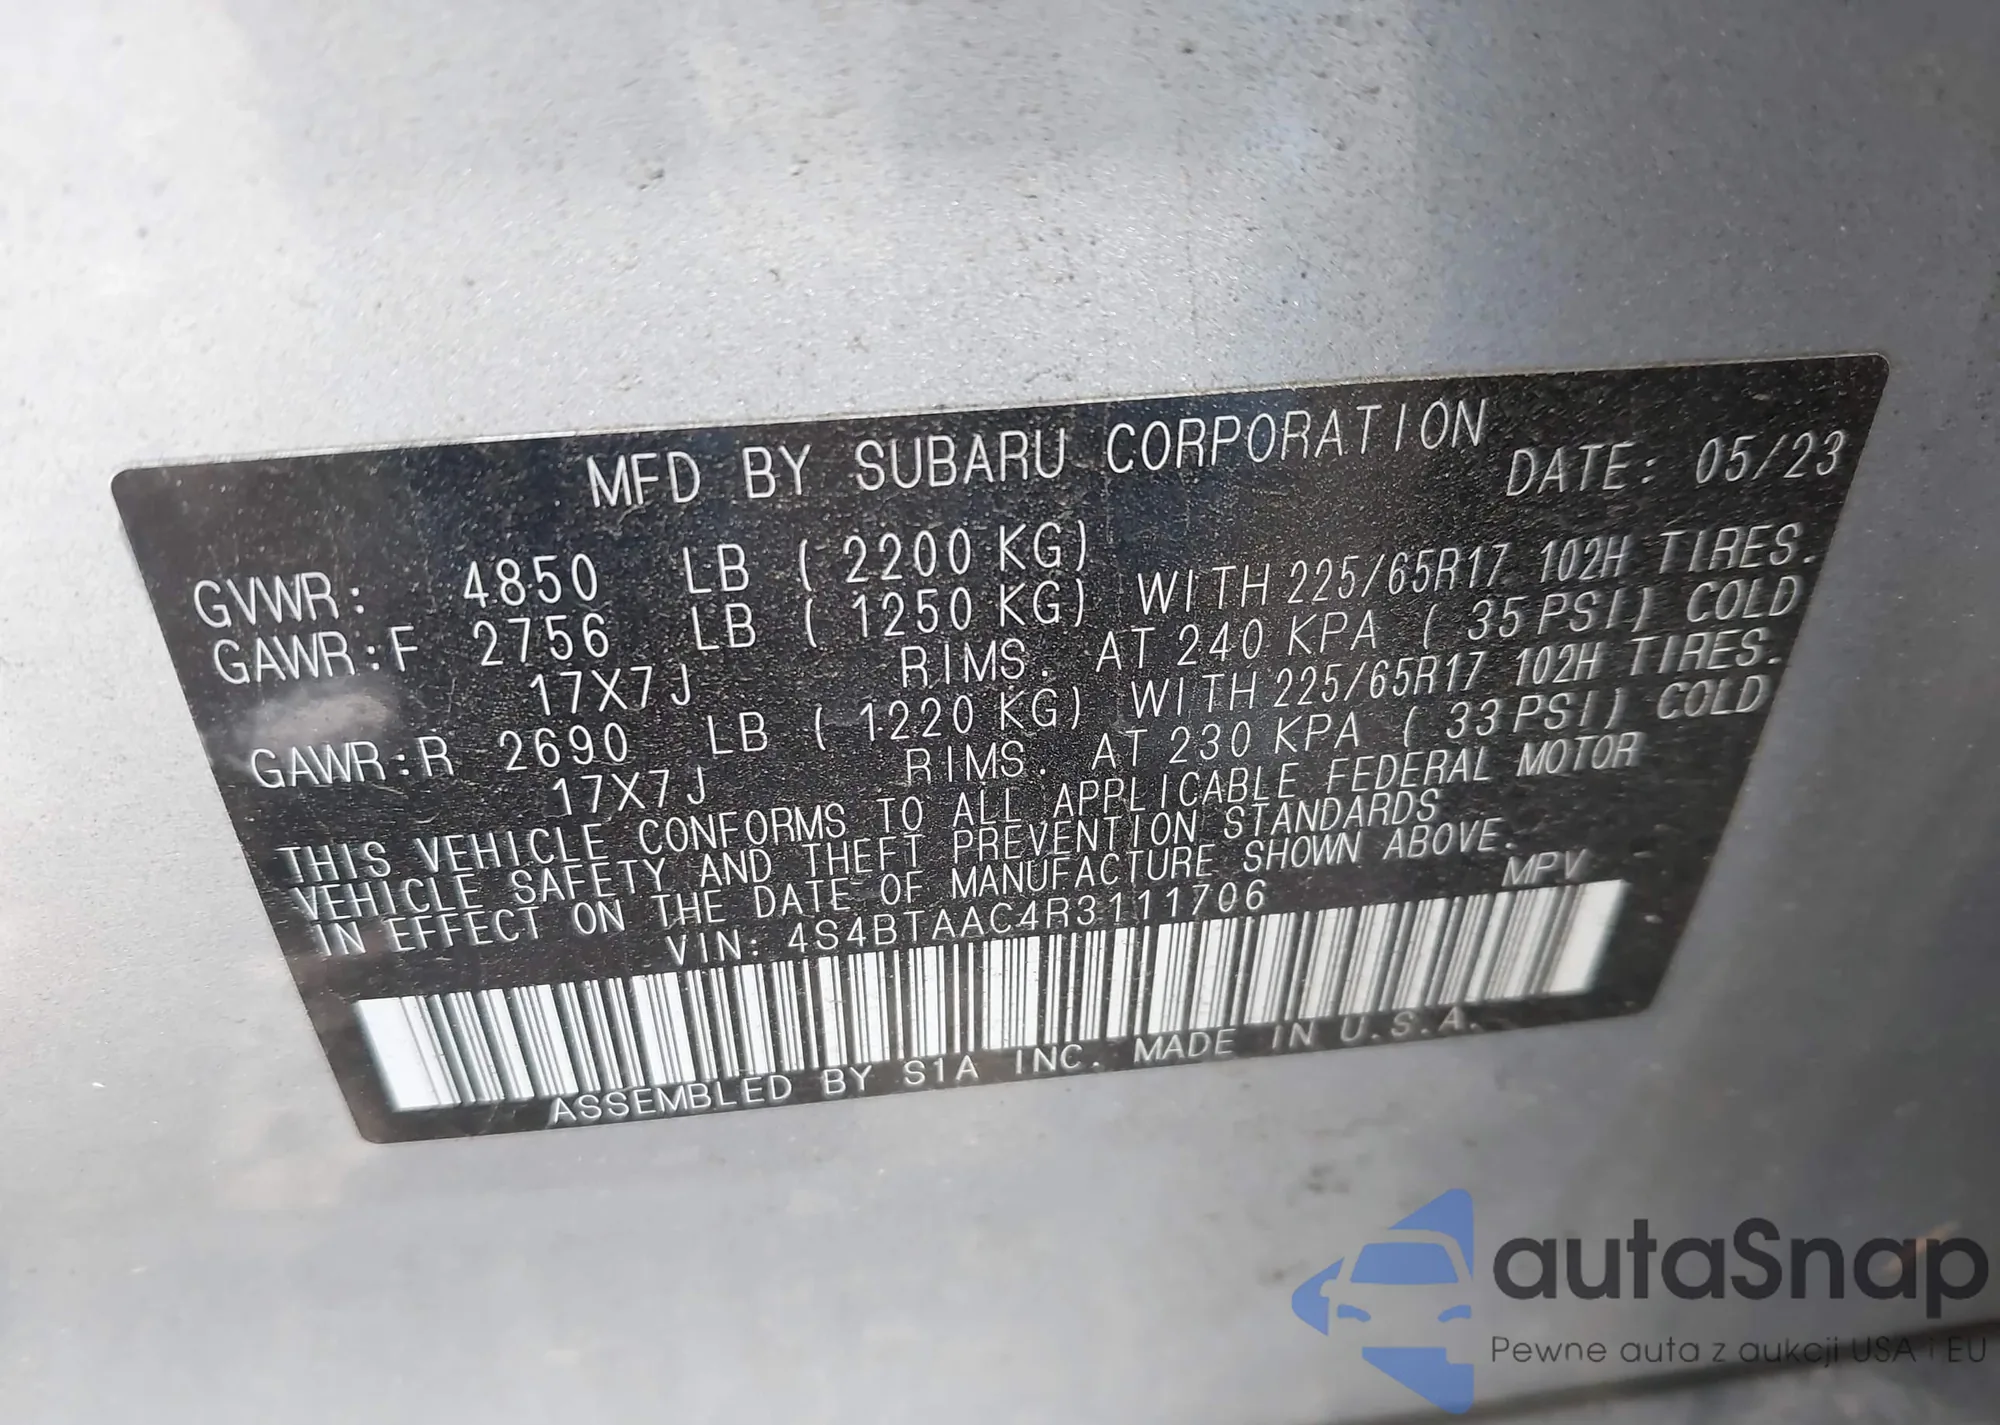 MFD BY SUBARU CORPORATION
DATE: 05/23
GVWR: 4850 LB ( 2200 KG)
GAWR:F 2756 LB ( 1250 KG) WITH 225/65R17 102H TIRES.
17X7J RIMS. AT 240 KPA ( 35 PSI) COLD
GAWR:R 2690 LB ( 1220 KG) WITH 225/65R17 102H TIRES.
17X7J RIMS. AT 230 KPA ( 33 PSI) COLD
THIS VEHICLE CONFORMS TO ALL APPLICABLE FEDERAL MOTOR
VEHICLE SAFETY AND THEFT PREVENTION STANDARDS
IN EFFECT ON THE DATE OF MANUFACTURE SHOWN ABOVE.
VIN: 4S4BTAAC4R3111706 MPV
ASSEMBLED BY S1A INC. MADE IN U.S.A.
autaSnap
Pewne auta z aukcji USA i EU